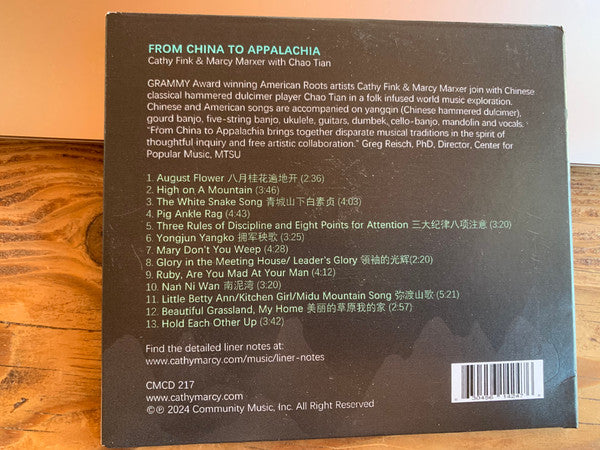 FROM CHINA TO APPALACHIA
Cathy Fink & Marcy Marxer with Chao Tian
GRAMMY Award winning American Roots artists Cathy Fink & Marcy Marxer join with Chinese
classical hammered dulcimer player Chao Tian in a folk infused world music exploration.
Chinese and American songs are accompanied on yangqin (Chinese hammered dulcimer),
gourd banjo, five-string banjo, ukulele, guitars, dumbek, cello-banjo, mandolin and vocals.
"From China to Appalachia brings together disparate musical traditions in the spirit of
thoughtful inquiry and free artistic collaboration." Greg Reisch, PhD, Director, Center for
Popular Music, MTSU
1. August Flower 八月桂花遍地开 (2:36)
2. High on A Mountain (3:46)
3. The White Snake Song 青城山下白素贞 (4:03)
4. Pig Ankle Rag (4:43)
5. Three Rules of Discipline and Eight Points for Attention 三大纪律八项注意 (3:20)
6. Yongjun Yangko 拥军秧歌 (3:25)
7. Mary Don't You Weep (4:28)
8. Glory in the Meeting House/ Leader's Glory 领袖的光辉(2:20)
9. Ruby, Are You Mad At Your Man (4:12)
10. Nan Ni Wan 南泥湾 (3:20)
11. Little Betty Ann/Kitchen Girl/Midu Mountain Song 弥渡山歌 (5:21)
12. Beautiful Grassland, My Home 美丽的草原我的家 (2:57)
13. Hold Each Other Up (3:42)
Find the detailed liner notes at:
www.cathymarcy.com/music/liner-notes
CMCD 217
www.cathymarcy.com
©℗ 2024 Community Music, Inc. All Right Reserved